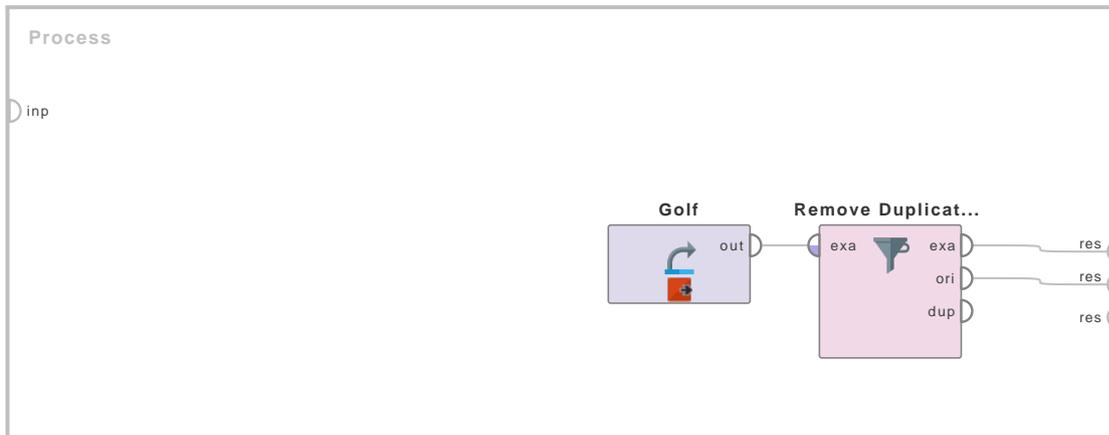 Process
inp
Golf
Remove Duplicat...
out
exa
exa
res
ori
res
dup
res